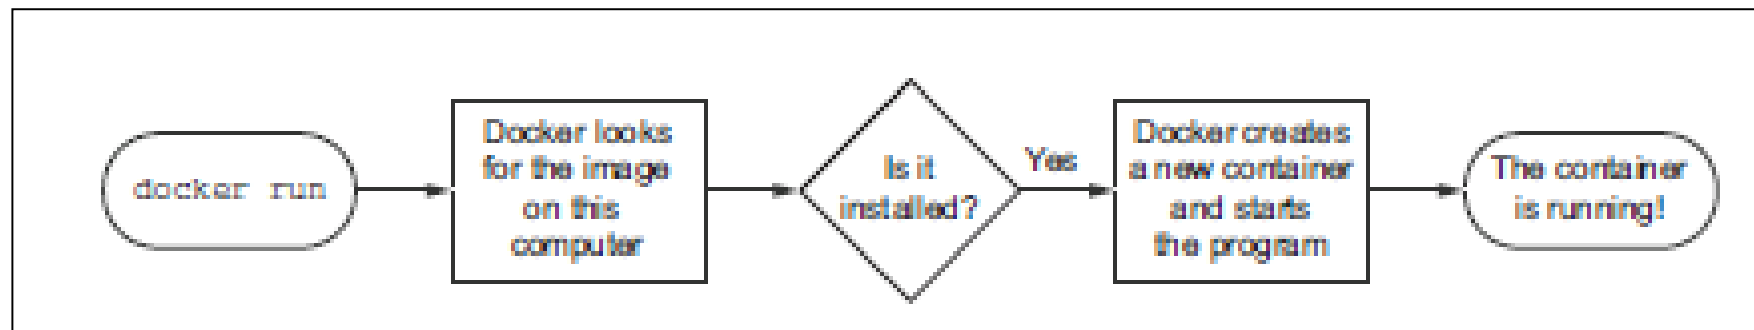 docker run
Docker looks
for the image
on this
computer
Is it
installed?
Yes
Docker creates
a new container
and starts
the program
The container
is running!